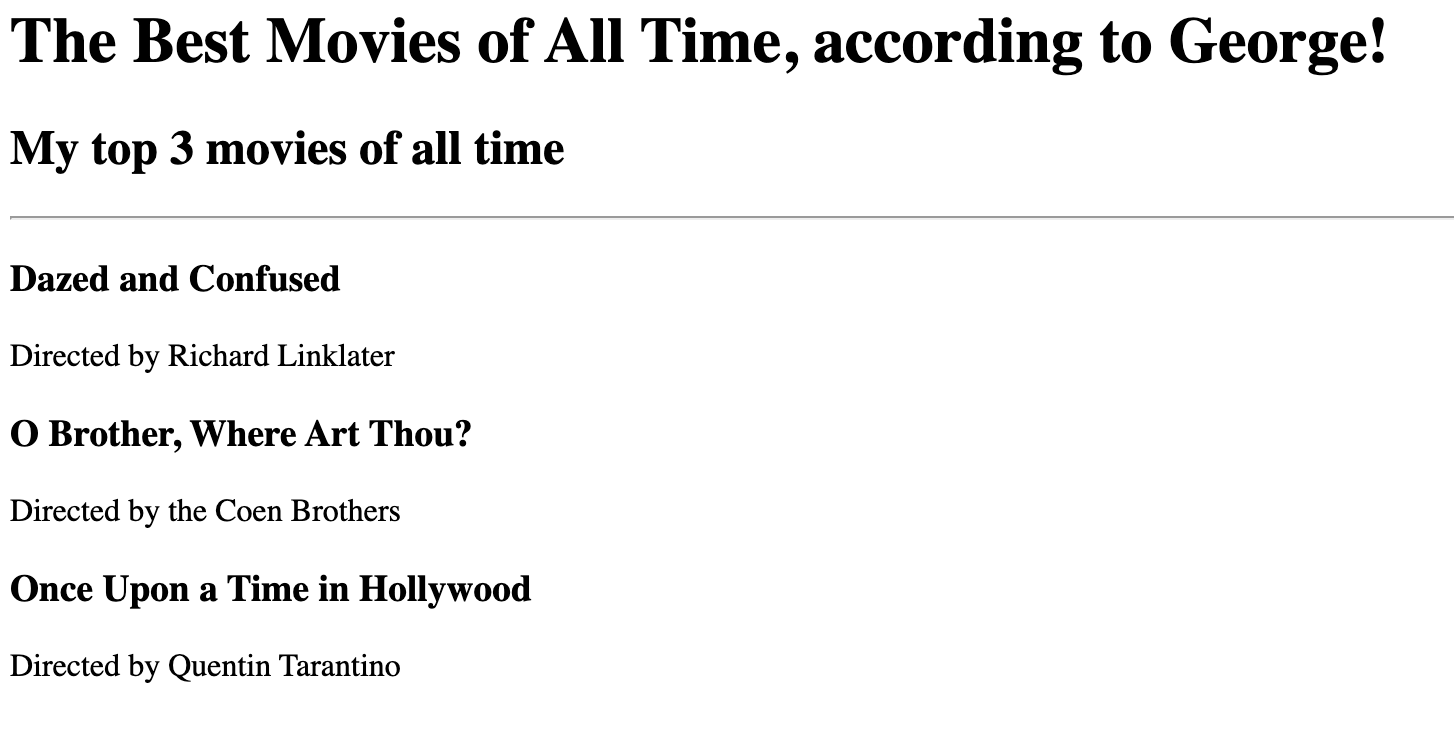 The Best Movies of All Time, according to George!
My top 3 movies of all time
Dazed and Confused
Directed by Richard Linklater
O Brother, Where Art Thou?
Directed by the Coen Brothers
Once Upon a Time in Hollywood
Directed by Quentin Tarantino